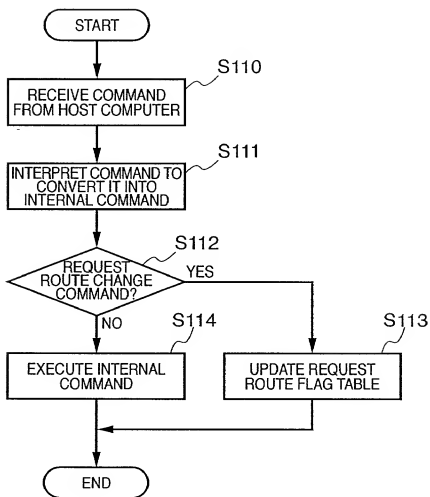 START
S110
RECEIVE COMMAND
FROM HOST COMPUTER
S111
INTERPRET COMMAND TO
CONVERT IT INTO
INTERNAL COMMAND
S112
REQUEST
ROUTE CHANGE
COMMAND?
YES
NO
S114
EXECUTE INTERNAL
COMMAND
S113
UPDATE REQUEST
ROUTE FLAG TABLE
END